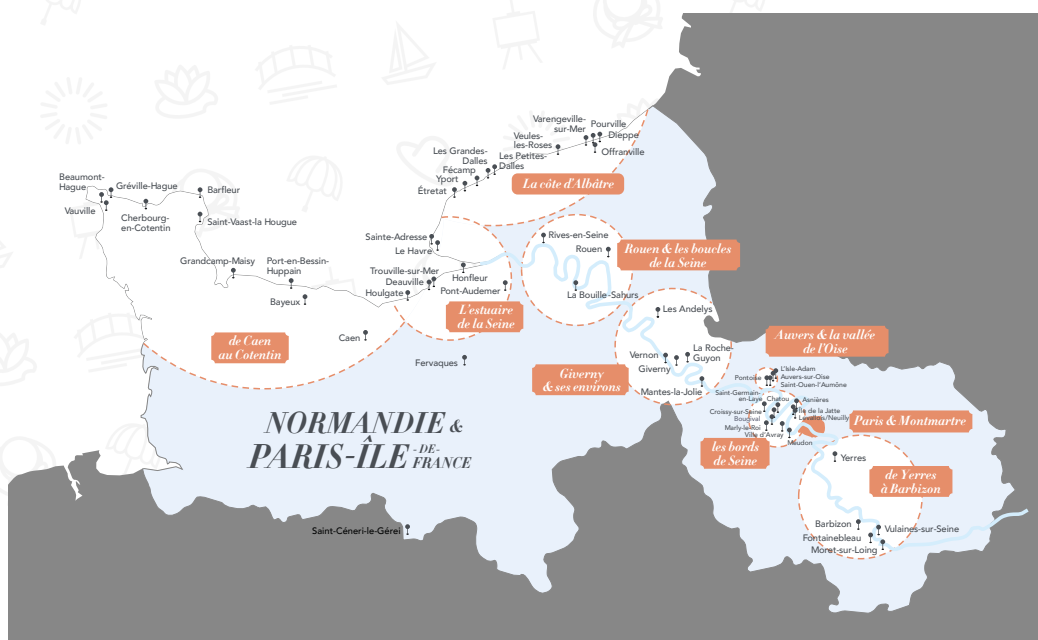 Varengeville-
sur-Mer
Pourville
Dieppe
Veules-
les-Roses
Offranville
Les Grandes-
Dalles
Les Petites-
Dalles
Fécamp
Yport
Étretat
La côte d'Albâtre
Beaumont-
Hague
Gréville-Hague
Barfleur
Vauville
Cherbourg-
en-Cotentin
Saint-Vaast-la Hougue
Grandcamp-Maisy
Port-en-Bessin-
Huppain
Bayeux
Caen
de Caen
au Cotentin
Sainte-Adresse
Le Havre
Trouville-sur-Mer
Deauville
Houlgate
Honfleur
Pont-Audemer
L'estuaire
de la Seine
Fervaques
Rives-en-Seine
Rouen
La Bouille-Sahurs
Rouen & les boucles
de la Seine
Les Andelys
La Roche-
Guyon
Vernon
Giverny
Mantes-la-Jolie
Giverny
& ses environs
Auvers & la vallée
de l'Oise
L'Isle-Adam
Pontoise
Auvers-sur-Oise
Saint-Ouen-l'Aumône
Saint-Germain-
en-Laye
Chatou
Asnières
Croissy-sur-Seine
Île de la Jatte
Levallois/Neuilly
Bougival
Marly-le-Roi
Ville d'Avray
Meudon
les bords
de Seine
Paris & Montmartre
Yerres
de Yerres
à Barbizon
Barbizon
Vulaines-sur-Seine
Fontainebleau
Moret-sur-Loing
NORMANDIE &
PARIS-ÎLE -DE-
FRANCE
Saint-Céneri-le-Gérei